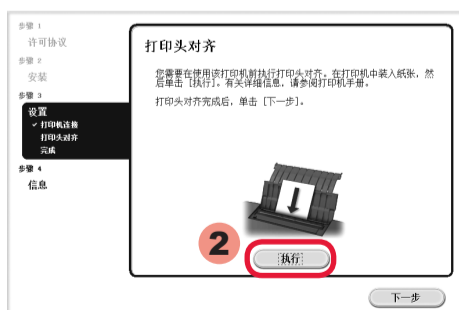 步骤 1
许可协议
步骤 2
安装
步骤 3
设置
打印机连接
打印头对齐
完成
步骤 4
信息
打印头对齐
您需要在使用该打印机前执行打印头对齐。在打印机中装入纸张，然
后单击 [执行]。有关详细信息，请参阅打印机手册。
打印头对齐完成后，单击 [下一步]。
2
执行
下一步